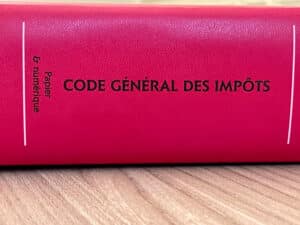 Papier
& numérique
CODE GÉNÉRAL DES IMPÔTS